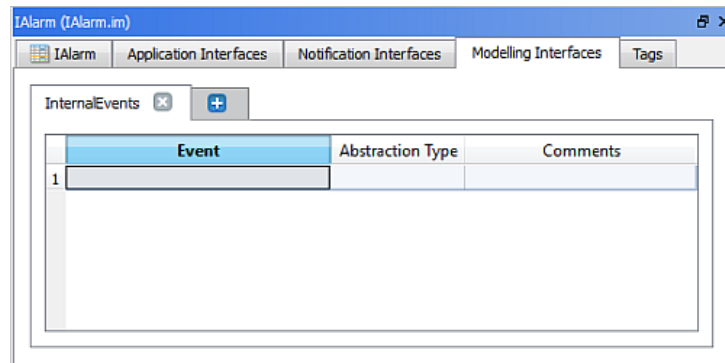 IAlarm (IAlarm.im)
IAlarm Application Interfaces Notification Interfaces Modelling Interfaces Tags
InternalEvents
Event Abstraction Type Comments
1